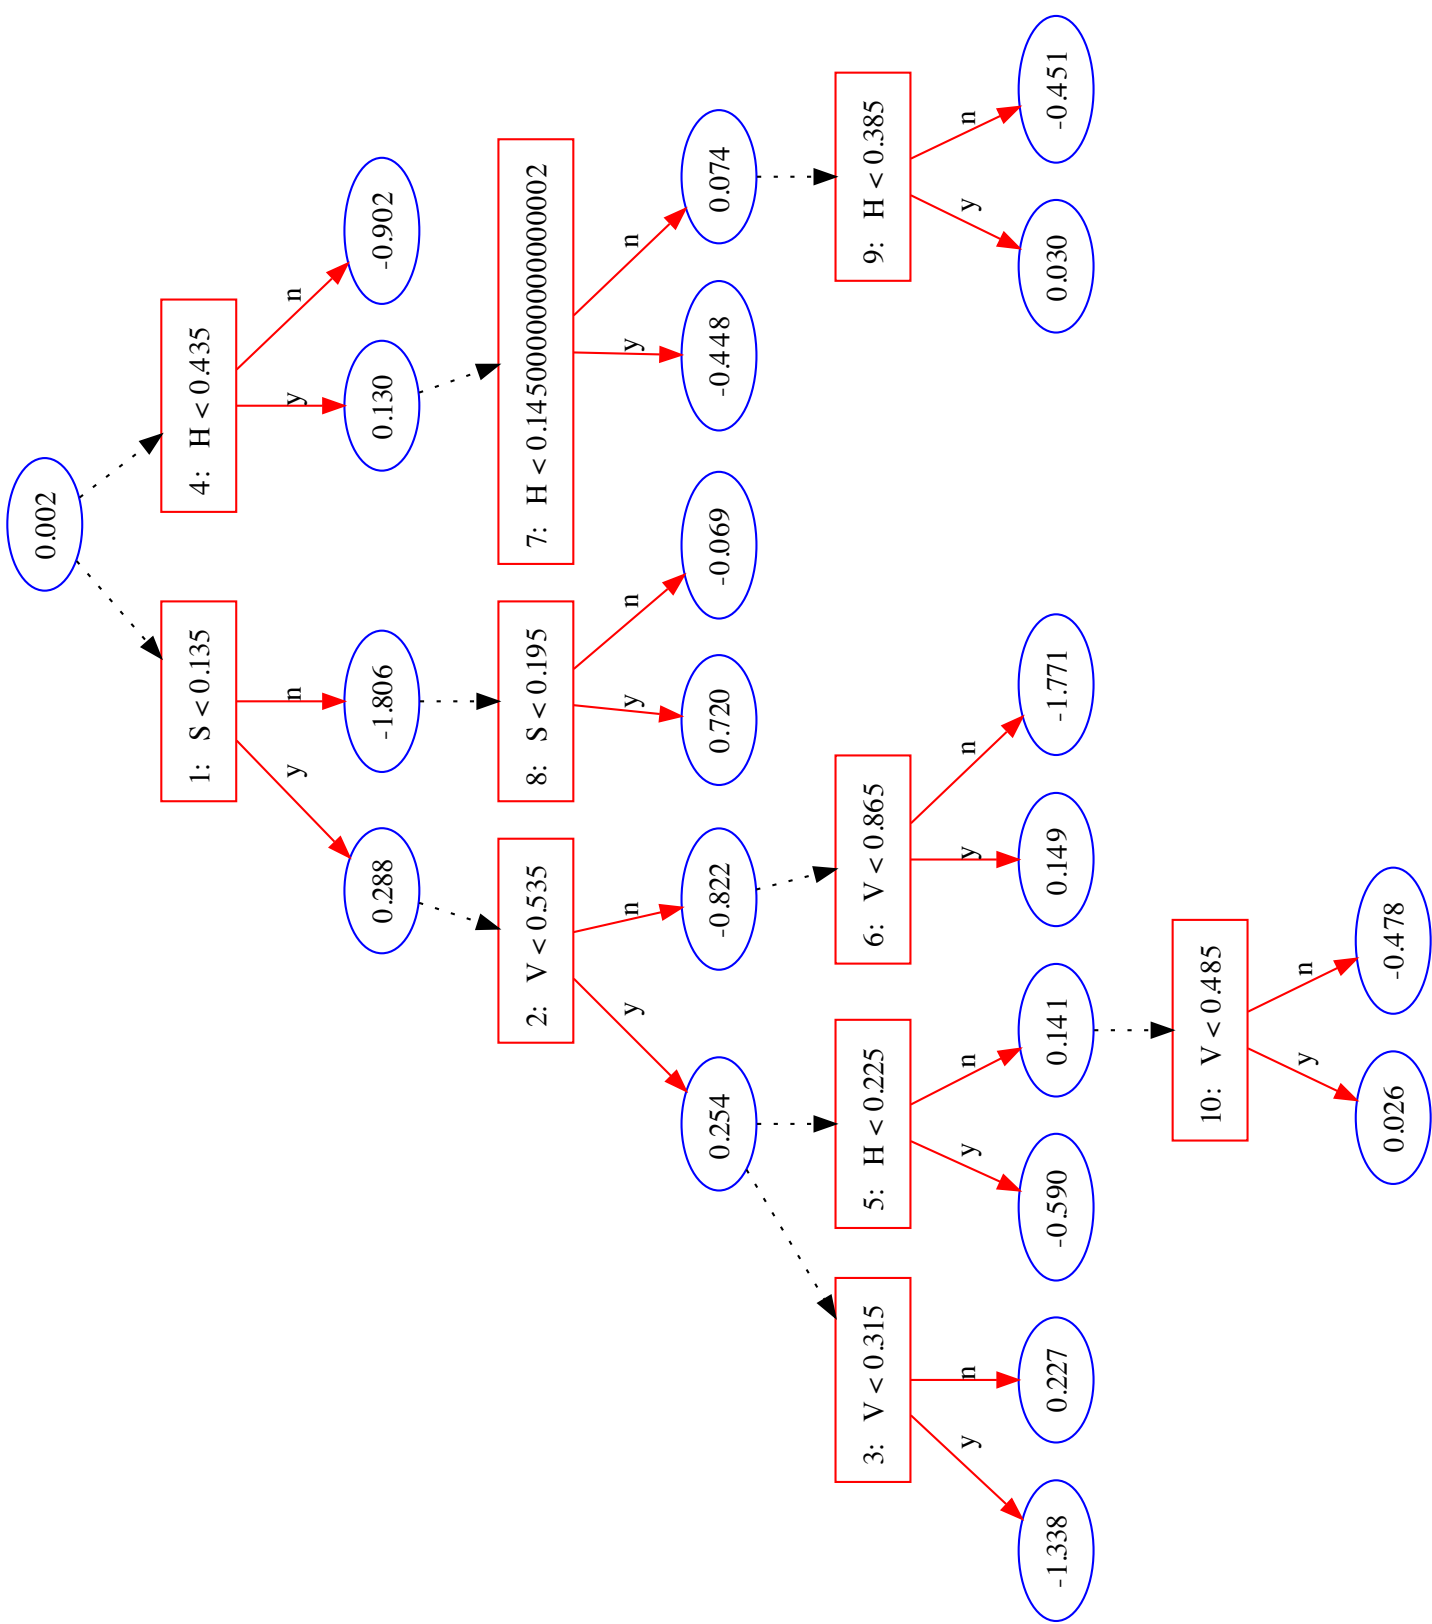 0.002
1: S < 0.135
4: H < 0.435
y
n
y
n
0.288
-1.806
0.130
-0.902
2: V < 0.535
8: S < 0.195
7: H < 0.14500000000000002
y
n
y
n
y
n
0.254
-0.822
0.720
-0.069
-0.448
0.074
3: V < 0.315
5: H < 0.225
6: V < 0.865
9: H < 0.385
y
n
y
n
y
n
y
n
-1.338
0.227
-0.590
0.141
0.149
-1.771
0.030
-0.451
10: V < 0.485
y
n
0.026
-0.478